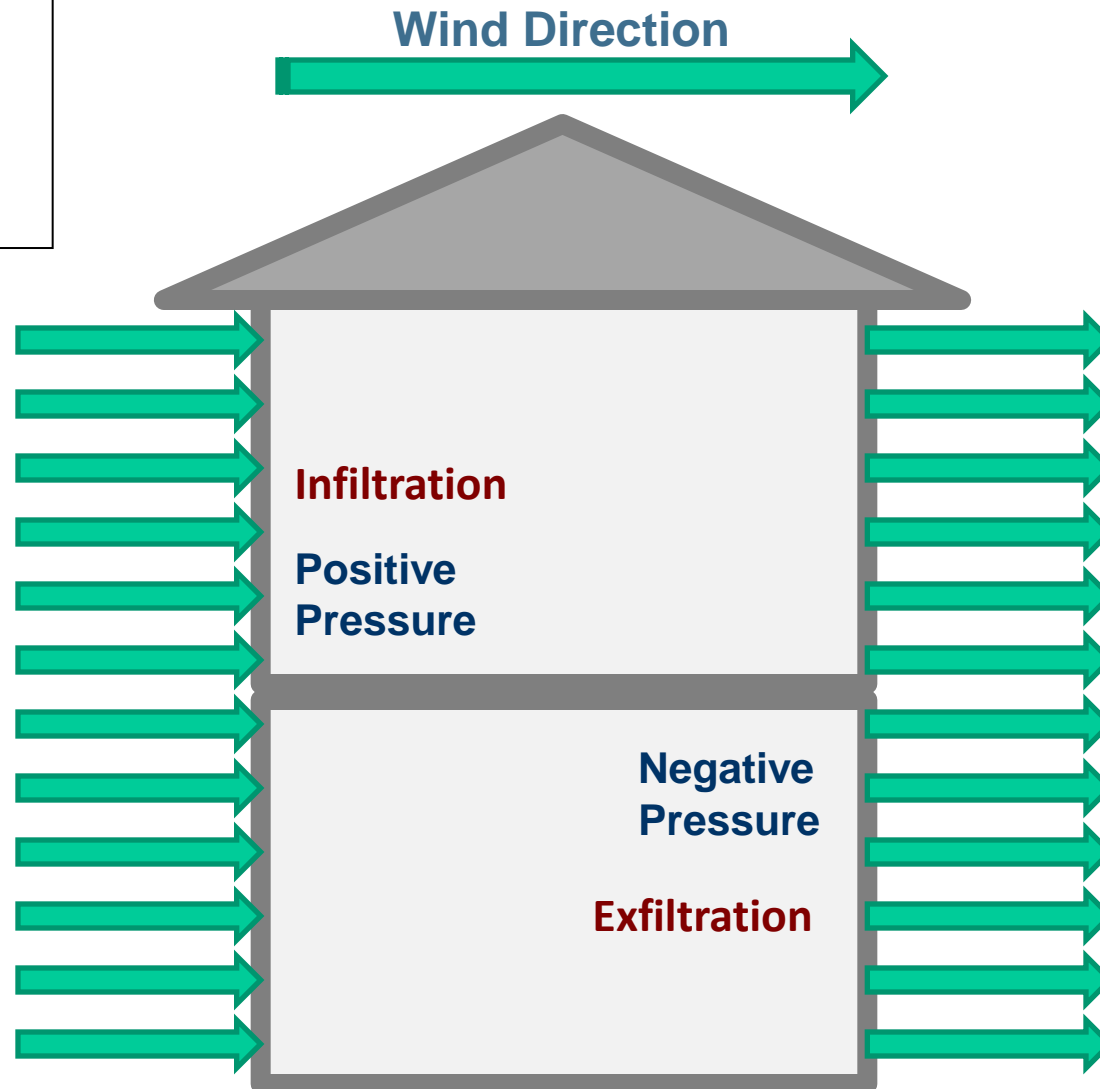 Wind Direction
Infiltration
Positive
Pressure
Negative
Pressure
Exfiltration